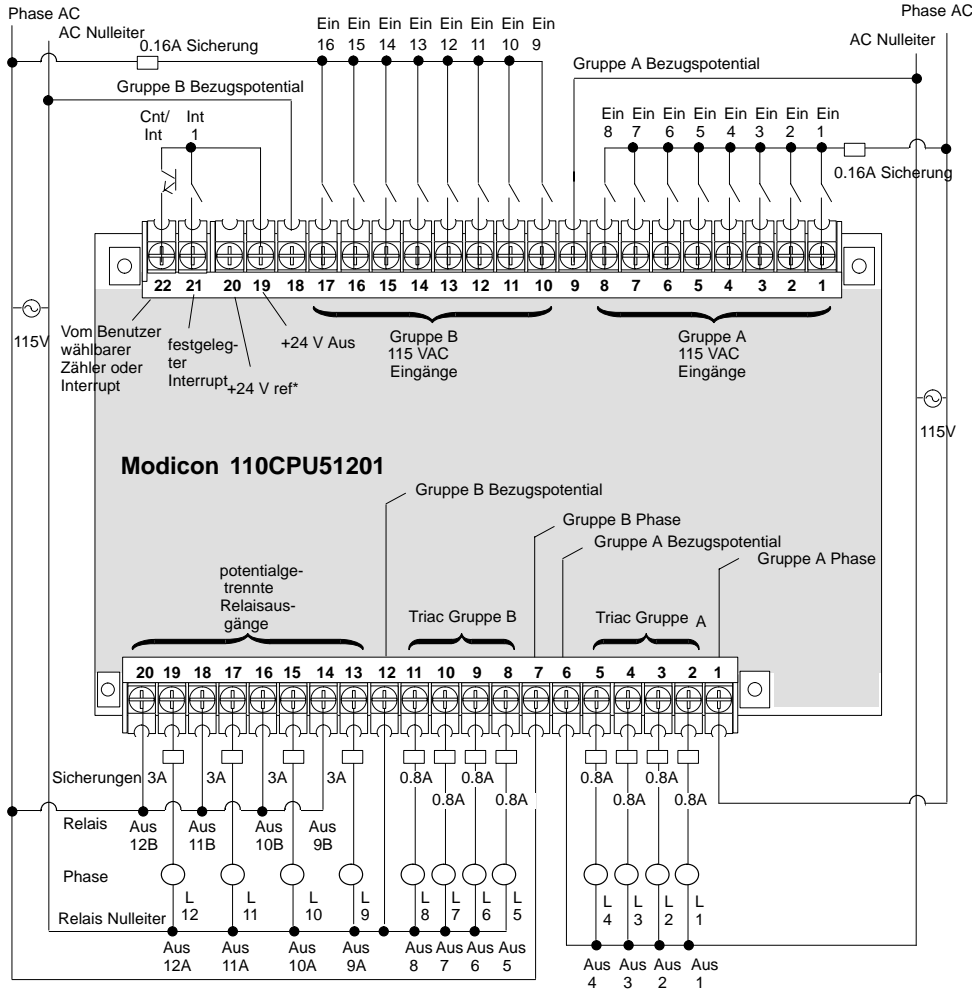 Phase AC
AC Nulleiter
0.16A Sicherung
Gruppe B Bezugspotential
Cnt/
Int
Int
1
Ein Ein Ein Ein Ein Ein Ein Ein
16 15 14 13 12 11 10 9
Phase AC
AC Nulleiter
Gruppe A Bezugspotential
Ein Ein Ein Ein Ein Ein Ein Ein
8 7 6 5 4 3 2 1
0.16A Sicherung
22 21 20 19 18 17 16 15 14 13 12 11 10 9 8 7 6 5 4 3 2 1
115V
Vom Benutzer
wählbarer
Zähler oder
Interrupt
festgeleg-
ter
Interrupt
+24 V ref*
+24 V Aus
Gruppe B
115 VAC
Eingänge
Gruppe A
115 VAC
Eingänge
115V
Modicon 110CPU51201
Gruppe B Bezugspotential
Gruppe B Phase
Gruppe A Bezugspotential
Gruppe A Phase
potentialge-
trennte
Relaisaus-
gänge
Triac Gruppe B
Triac Gruppe A
20 19 18 17 16 15 14 13 12 11 10 9 8 7 6 5 4 3 2 1
Sicherungen 3A 3A 3A 3A 0.8A 0.8A 0.8A 0.8A
0.8A 0.8A 0.8A 0.8A
Relais
Aus Aus Aus Aus
12B 11B 10B 9B
Phase
L L L L L L L L L L L L
12 11 10 9 8 7 6 5 4 3 2 1
Relais Nulleiter
Aus Aus Aus Aus Aus Aus Aus Aus
12A 11A 10A 9A 8 7 6 5
Aus Aus Aus Aus
4 3 2 1